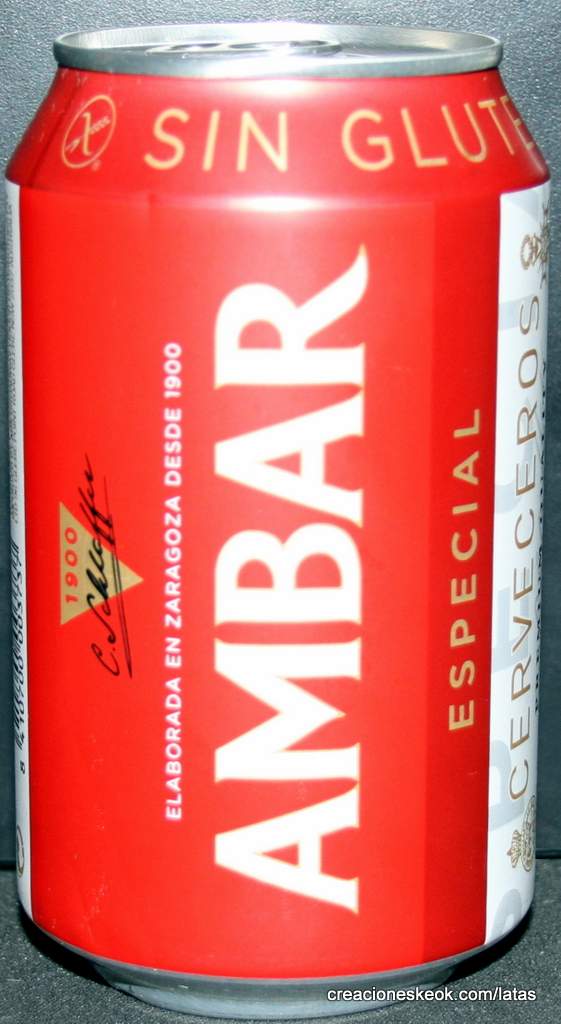 SIN GLUTE
1900
C. Schlaffer
ELABORADA EN ZARAGOZA DESDE 1900
AMBAR
ESPECIAL
CERVECEROS
creacioneskeok.com/latas